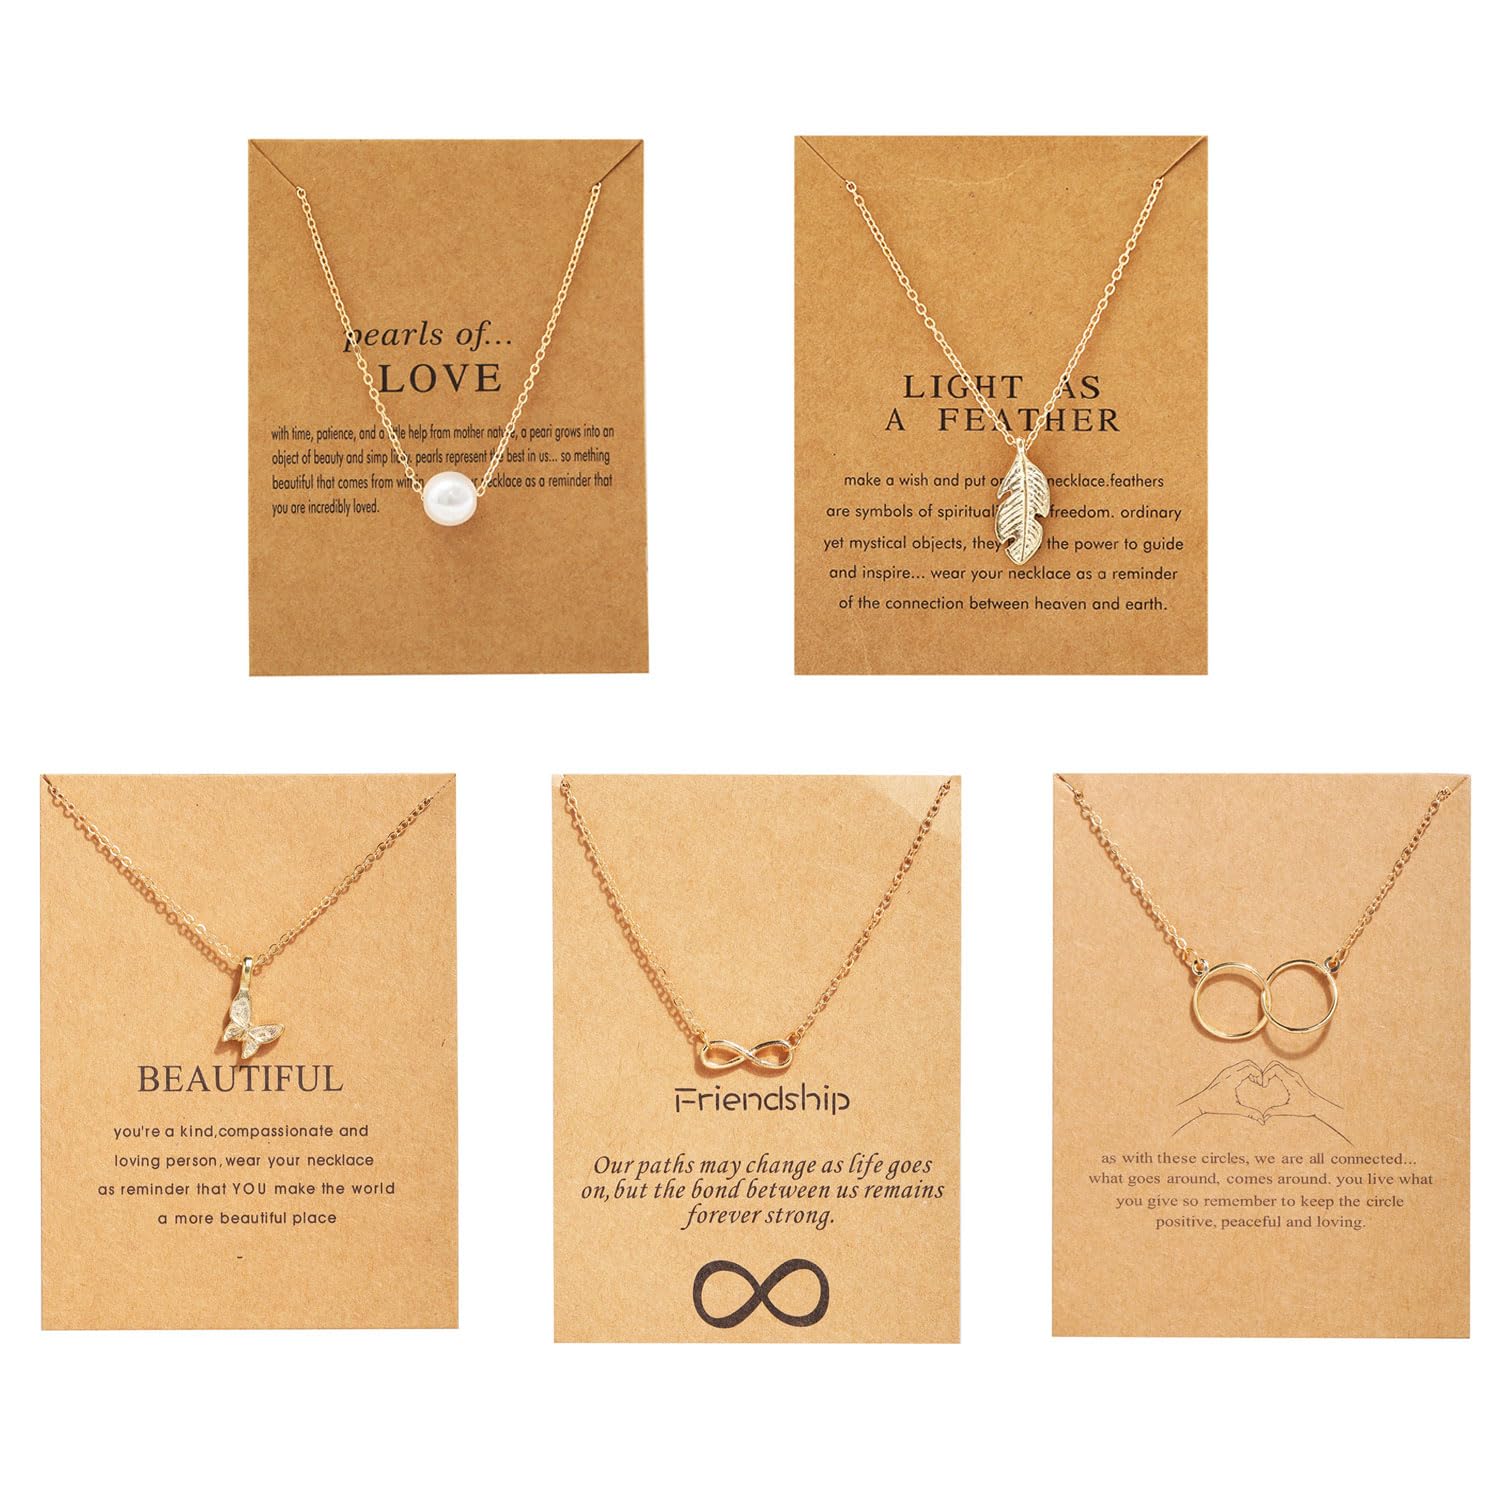 pearls of...
LOVE
with time, patience, and a little help from mother nature, a pearl grows into an
object of beauty and simp licity. pearls represent the best in us... so mething
beautiful that comes from within necklace as a reminder that
you are incredibly loved.
LIGHT AS
A FEATHER
make a wish and put on necklace.feathers
are symbols of spiritual freedom. ordinary
yet mystical objects, they the power to guide
and inspire... wear your necklace as a reminder
of the connection between heaven and earth.
BEAUTIFUL
you're a kind,compassionate and
loving person,wear your necklace
as reminder that YOU make the world
a more beautiful place
-
Friendship
Our paths may change as life goes
on,but the bond between us remains
forever strong.
as with these circles, we are all connected...
what goes around, comes around. you live what
you give so remember to keep the circle
positive, peaceful and loving.